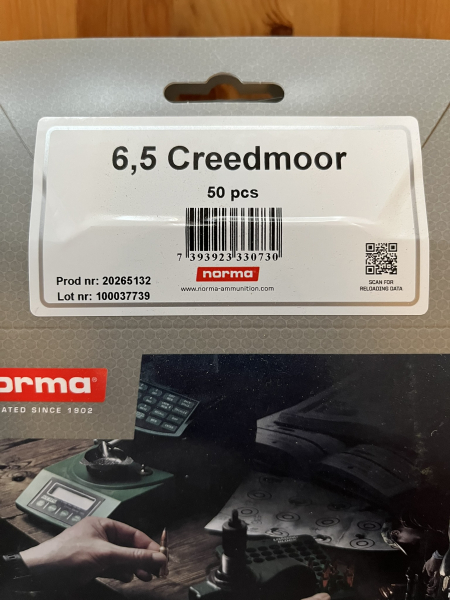 6,5 Creedmoor
50 pcs
7 393923 330730
norma
www.norma-ammunition.com
Prod nr: 20265132
Lot nr: 100037739
SCAN FOR
RELOADING DATA
orma®
ATED SINCE 1902